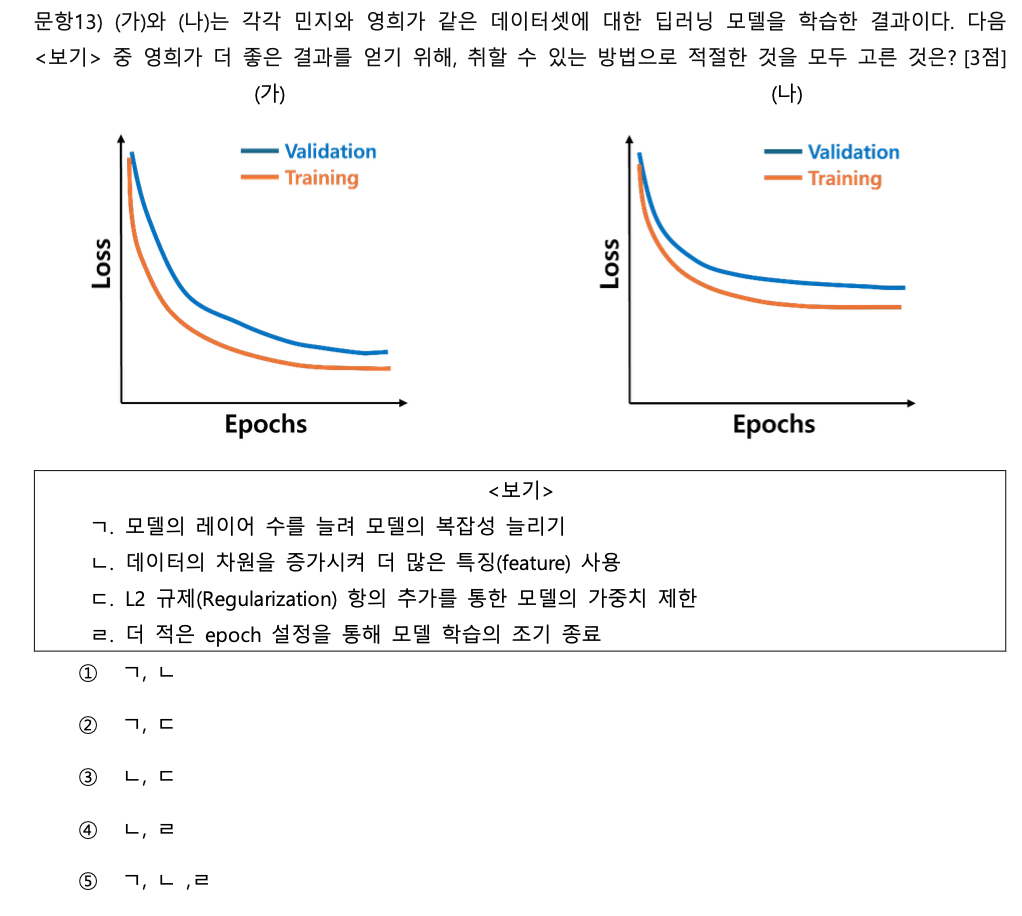 문항13) (가)와 (나)는 각각 민지와 영희가 같은 데이터셋에 대한 딥러닝 모델을 학습한 결과이다. 다음
<보기> 중 영희가 더 좋은 결과를 얻기 위해, 취할 수 있는 방법으로 적절한 것을 모두 고른 것은? [3점]
(가)
(나)
Validation
Training
Loss
Epochs
Validation
Training
Loss
Epochs
<보기>
ㄱ. 모델의 레이어 수를 늘려 모델의 복잡성 늘리기
ㄴ. 데이터의 차원을 증가시켜 더 많은 특징(feature) 사용
ㄷ. L2 규제(Regularization) 항의 추가를 통한 모델의 가중치 제한
ㄹ. 더 적은 epoch 설정을 통해 모델 학습의 조기 종료
① ㄱ, ㄴ
② ㄱ, ㄷ
③ ㄴ, ㄷ
④ ㄴ, ㄹ
⑤ ㄱ, ㄴ ,ㄹ